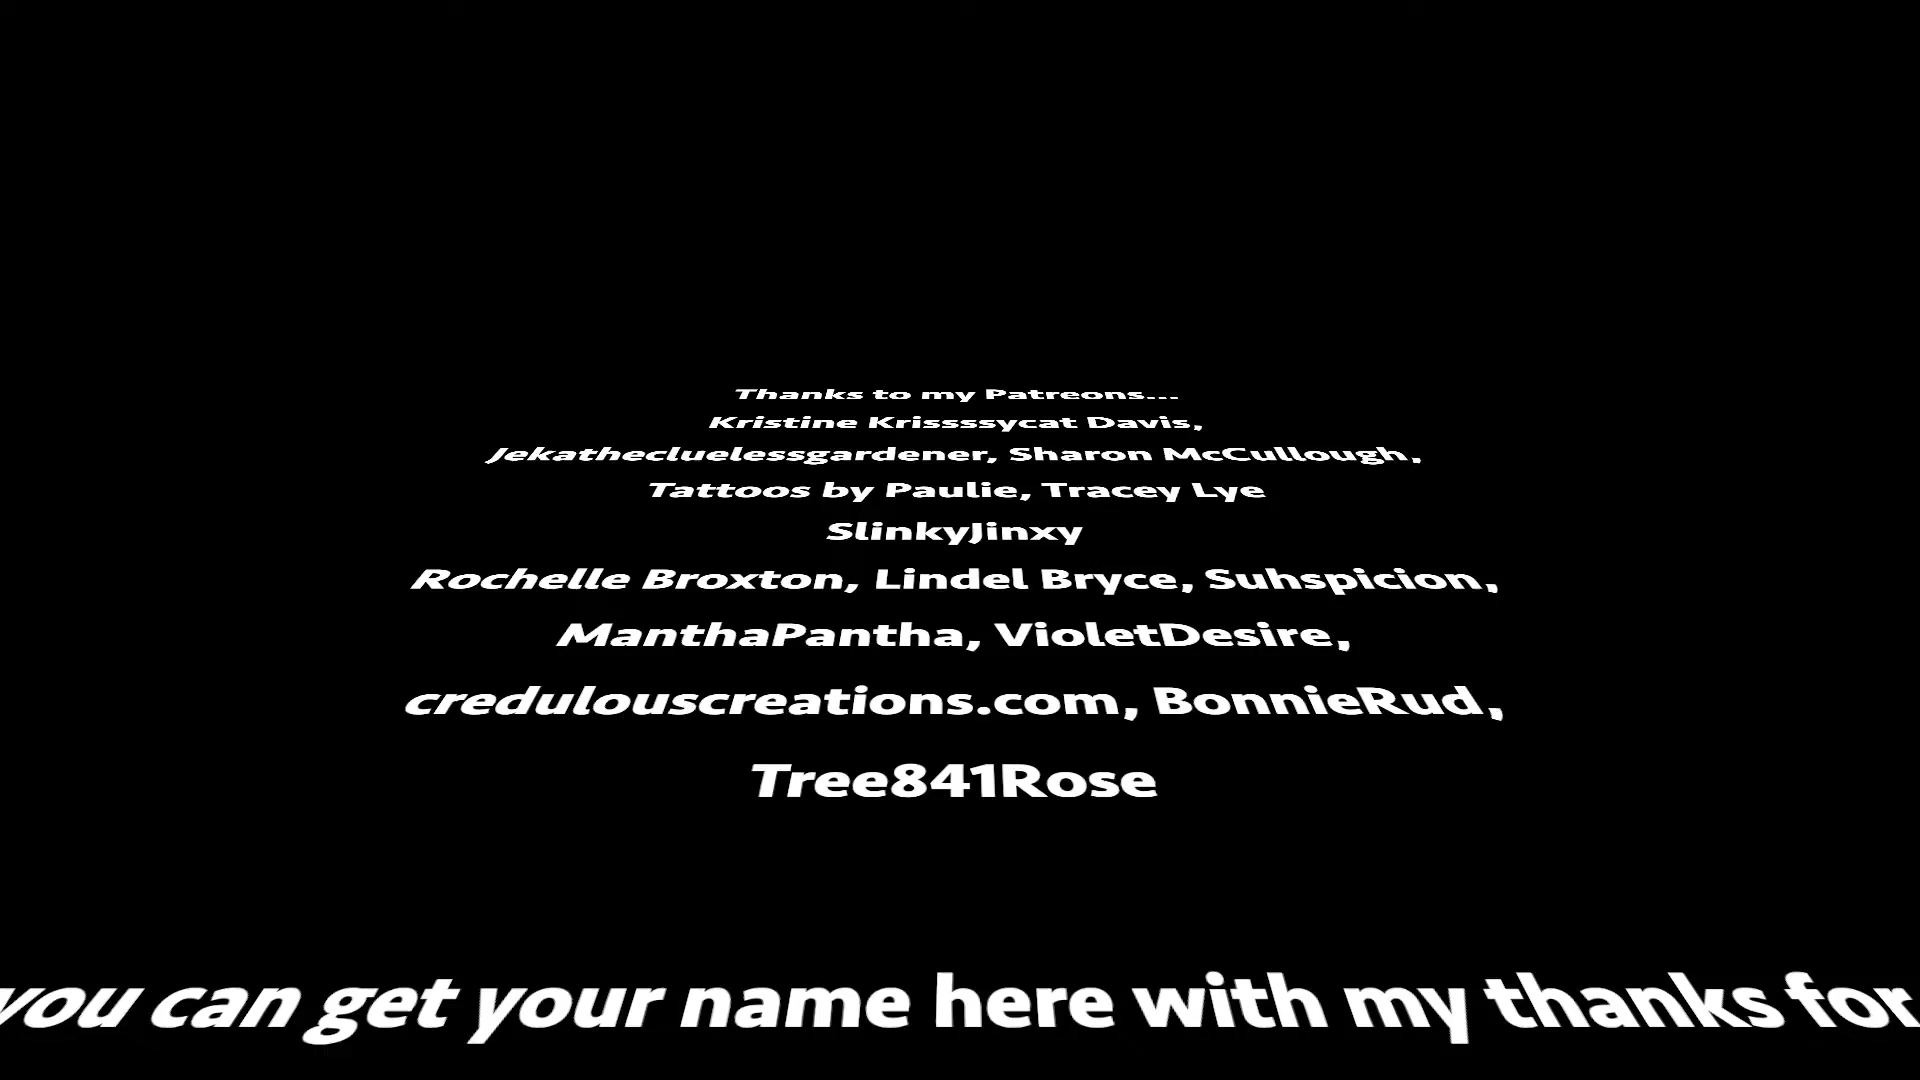 Thanks to my Patreons...
Kristine Krissssycat Davis,
Jekathecluelessgardener, Sharon McCullough,
Tattoos by Paulie, Tracey Lye
SlinkyJinxy
Rochelle Broxton, Lindel Bryce, Suhspicion,
ManthaPantha, VioletDesire,
credulouscreations.com, BonnieRud,
Tree841Rose
you can get your name here with my thanks for